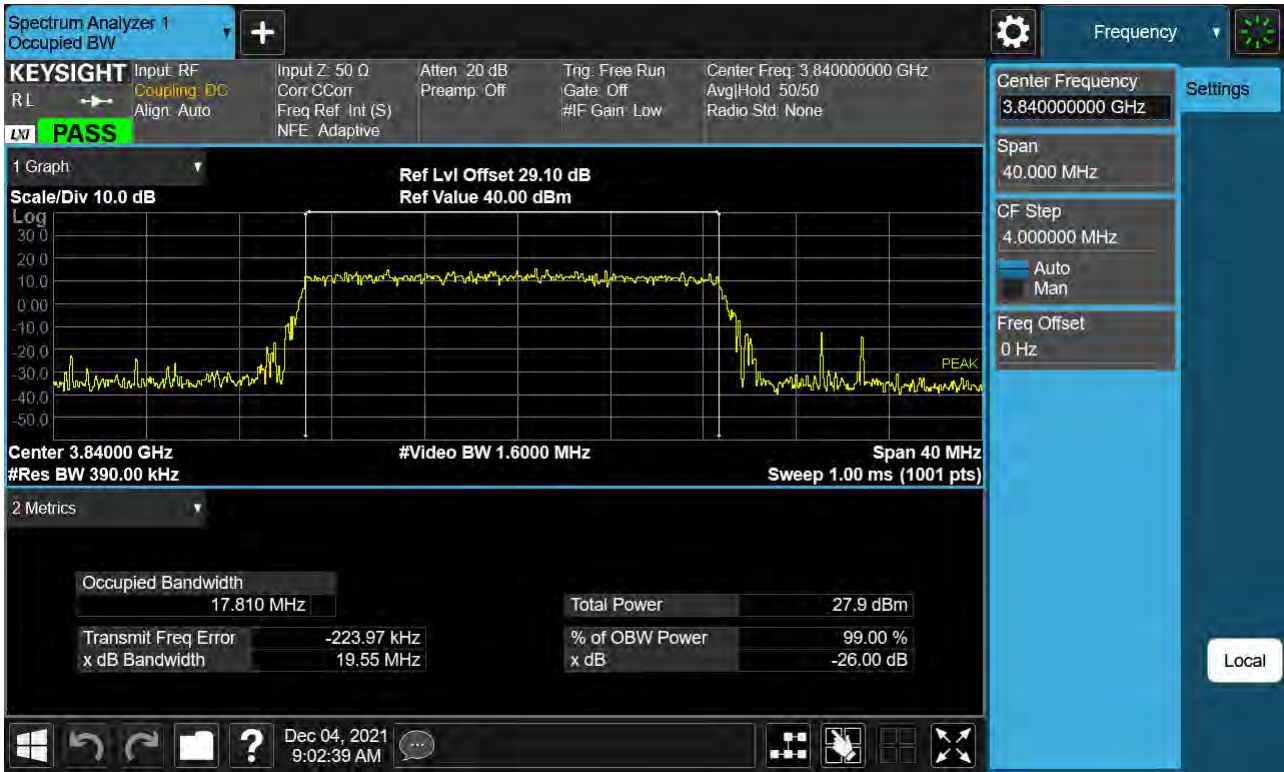 Spectrum Analyzer 1
Occupied BW
Frequency
KEYSIGHT
RL
LXI
PASS
Input: RF
Coupling: DC
Align: Auto
Input Z: 50 Ω
Corr CCorr
Freq Ref: Int (S)
NFE: Adaptive
Atten: 20 dB
Preamp: Off
Trig: Free Run
Gate: Off
#IF Gain: Low
Center Freq: 3.840000000 GHz
Avg|Hold: 50/50
Radio Std: None
Center Frequency
3.840000000 GHz
Settings
Span
40.000 MHz
CF Step
4.000000 MHz
Auto
Man
Freq Offset
0 Hz
Local
1 Graph
Scale/Div 10.0 dB
Ref Lvl Offset 29.10 dB
Ref Value 40.00 dBm
Log
30.0
20.0
10.0
0.00
-10.0
-20.0
-30.0
-40.0
-50.0
PEAK
Center 3.84000 GHz
#Video BW 1.6000 MHz
Span 40 MHz
#Res BW 390.00 kHz
Sweep 1.00 ms (1001 pts)
2 Metrics
Occupied Bandwidth
17.810 MHz
Total Power 27.9 dBm
Transmit Freq Error -223.97 kHz
% of OBW Power 99.00 %
x dB Bandwidth 19.55 MHz
x dB -26.00 dB
Dec 04, 2021
9:02:39 AM